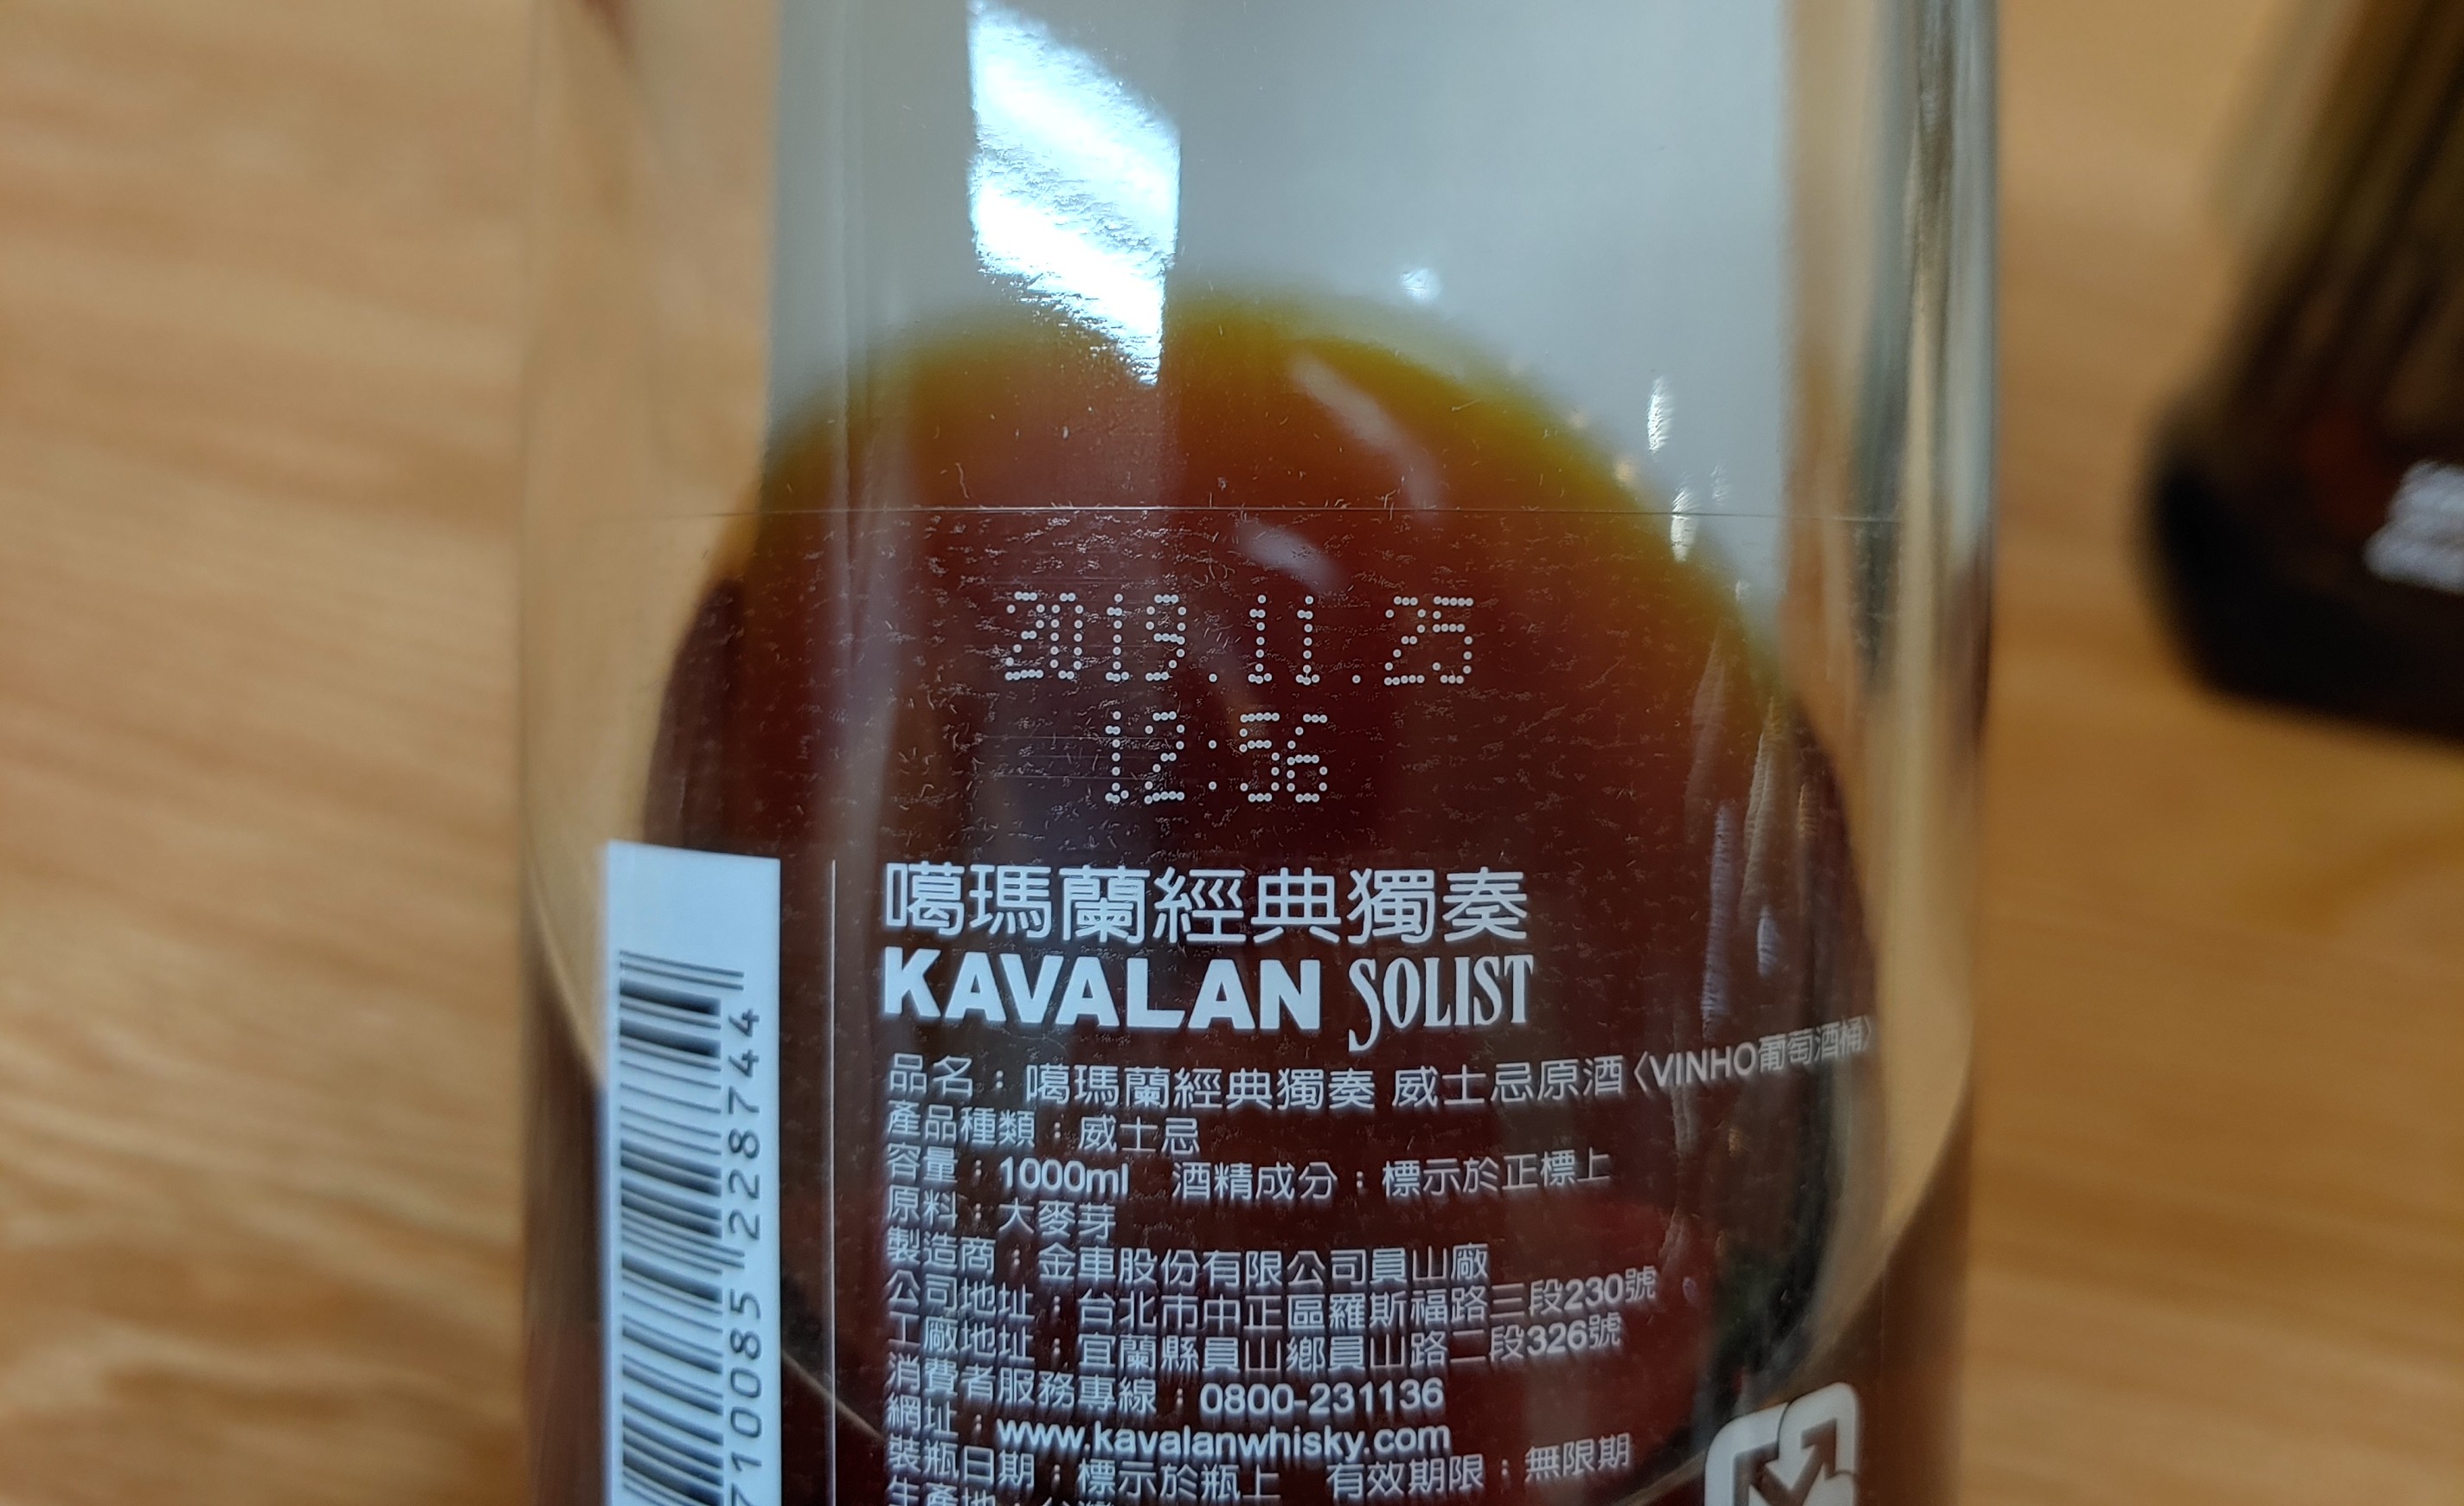 2019.11.25
12:56
噶瑪蘭經典獨奏
KAVALAN SOLIST
品名：噶瑪蘭經典獨奏 威士忌原酒〈VINHO葡萄酒桶〉
產品種類：威士忌
容量：1000ml 酒精成分：標示於正標上
原料：大麥芽
製造商：金車股份有限公司員山廠
公司地址：台北市中正區羅斯福路三段230號
工廠地址：宜蘭縣員山鄉員山路二段326號
消費者服務專線：0800-231136
網址：www.kavalanwhisky.com
裝瓶日期：標示於瓶上 有效期限：無限期
生產地：台灣
710085 228744